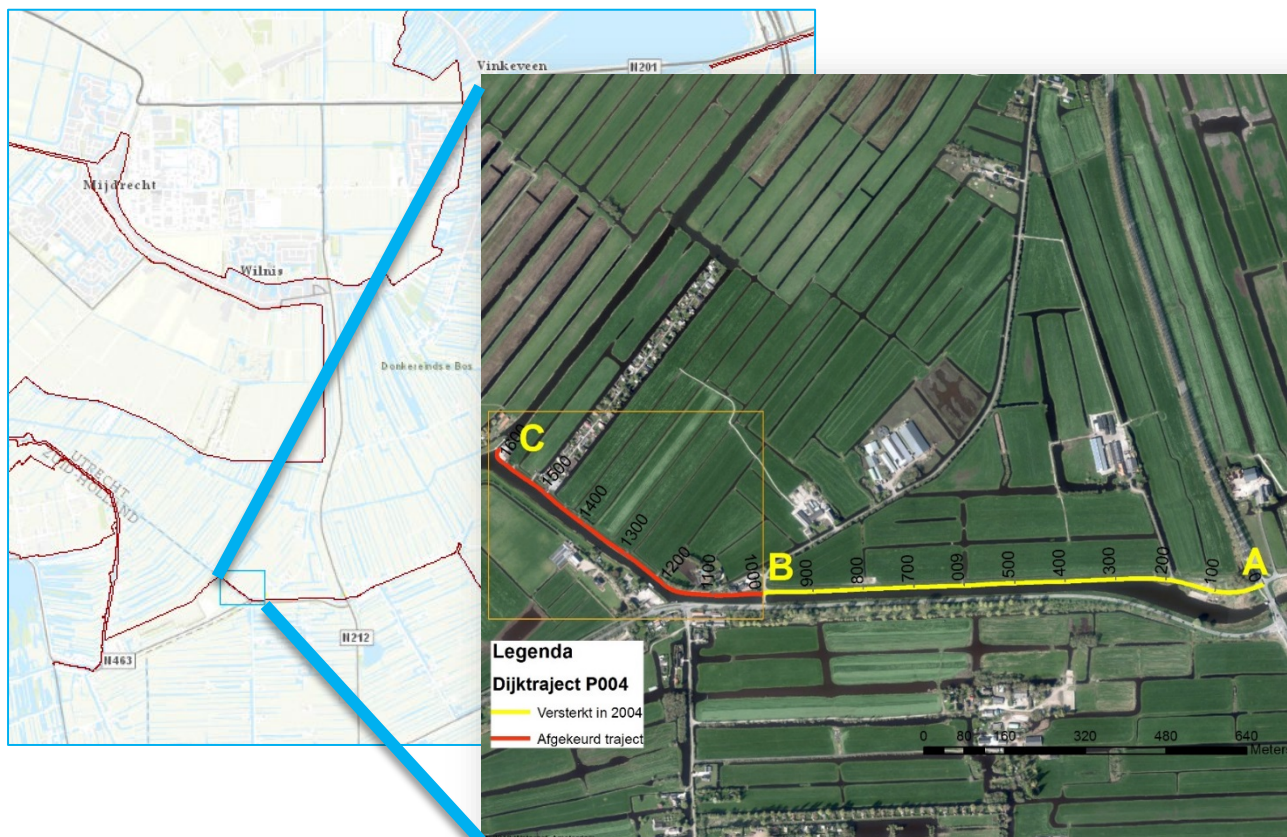 Vinkeveen
N201
Mijdrecht
Wilnis
Donkereindse Bos
UTRECHT
ZUID-HOLLAND
N212
N463
C
1600
1500
1400
1300
1200
1100
1000
B
900
800
700
600
500
400
300
200
100
0
A
Legenda
Dijktraject P004
Versterkt in 2004
Afgekeurd traject
0 80 160 320 480 640
Meter